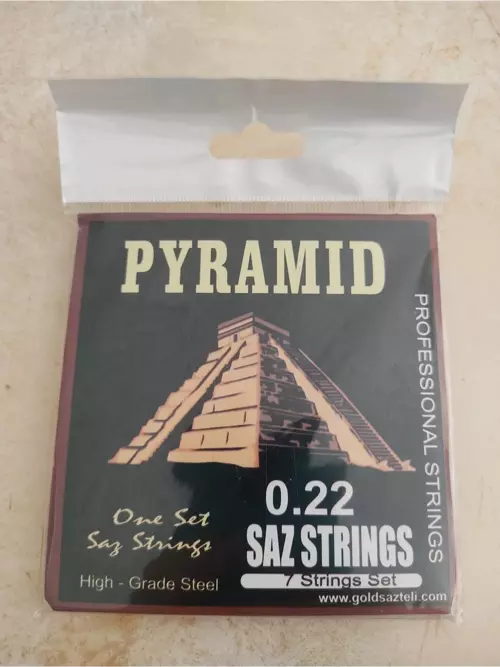 PYRAMID
PROFESSIONAL STRINGS
0.22
One Set
Saz Strings
SAZ STRINGS
High - Grade Steel
7 Strings Set
www.goldsazteli.com